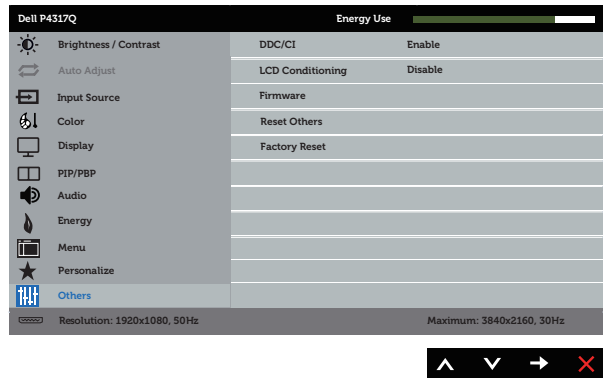 Dell P4317Q Energy Use
Brightness / Contrast DDC/CI Enable
Auto Adjust LCD Conditioning Disable
Input Source Firmware
Color Reset Others
Display Factory Reset
PIP/PBP
Audio
Energy
Menu
Personalize
Others
Resolution: 1920x1080, 50Hz Maximum: 3840x2160, 30Hz